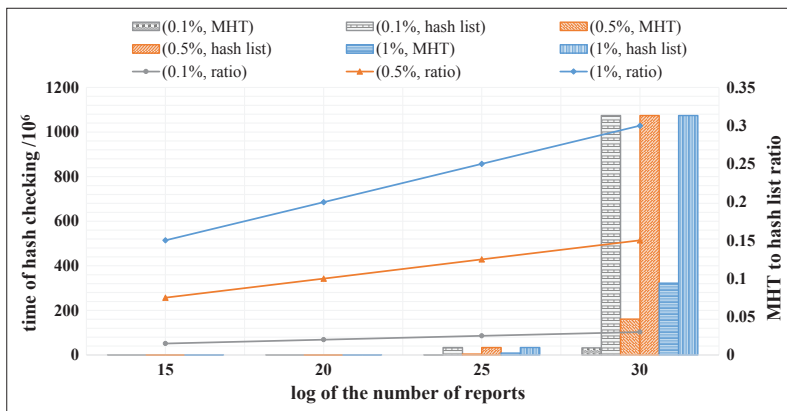 (0.1%, MHT) (0.1%, hash list) (0.5%, MHT)
(0.5%, hash list) (1%, MHT) (1%, hash list)
(0.1%, ratio) (0.5%, ratio) (1%, ratio)
time of hash checking /10⁶
1200
1000
800
600
400
200
0
0.35
0.3
0.25
0.2
0.15
0.1
0.05
0
MHT to hash list ratio
15 20 25 30
log of the number of reports